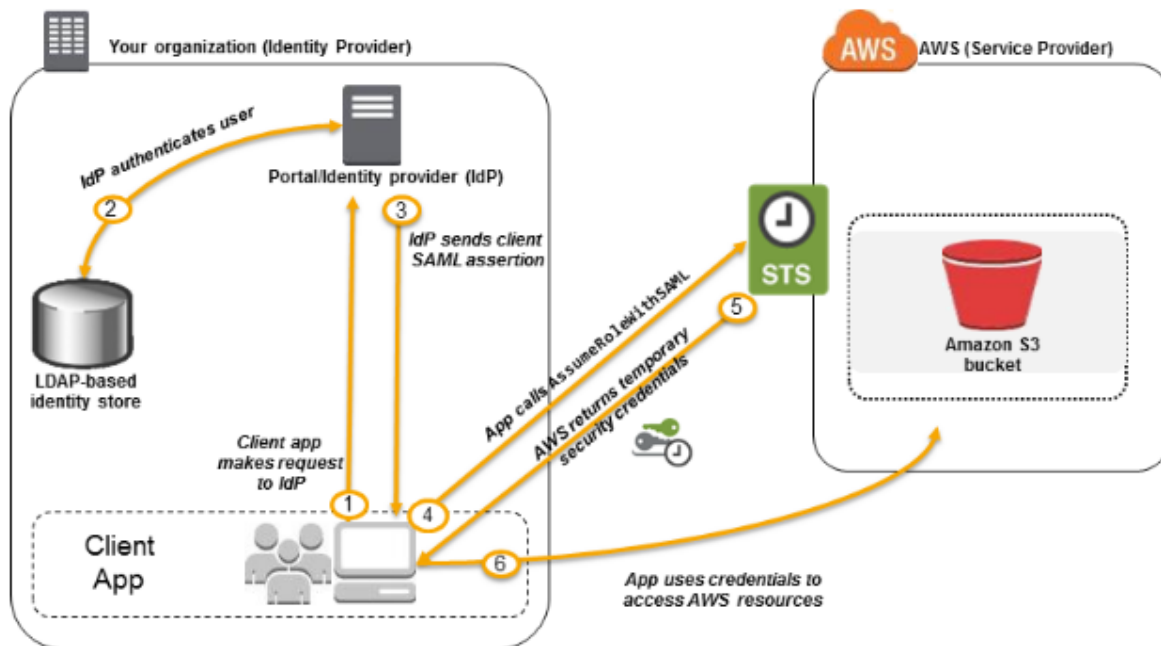 Your organization (Identity Provider)
AWS
AWS (Service Provider)
IdP authenticates user
2
Portal/Identity provider (IdP)
3
IdP sends client
SAML assertion
LDAP-based
identity store
STS
5
App calls AssumeRoleWithSAML
AWS returns temporary
security credentials
Amazon S3
bucket
Client app
makes request
to IdP
1
4
Client
App
6
App uses credentials to
access AWS resources